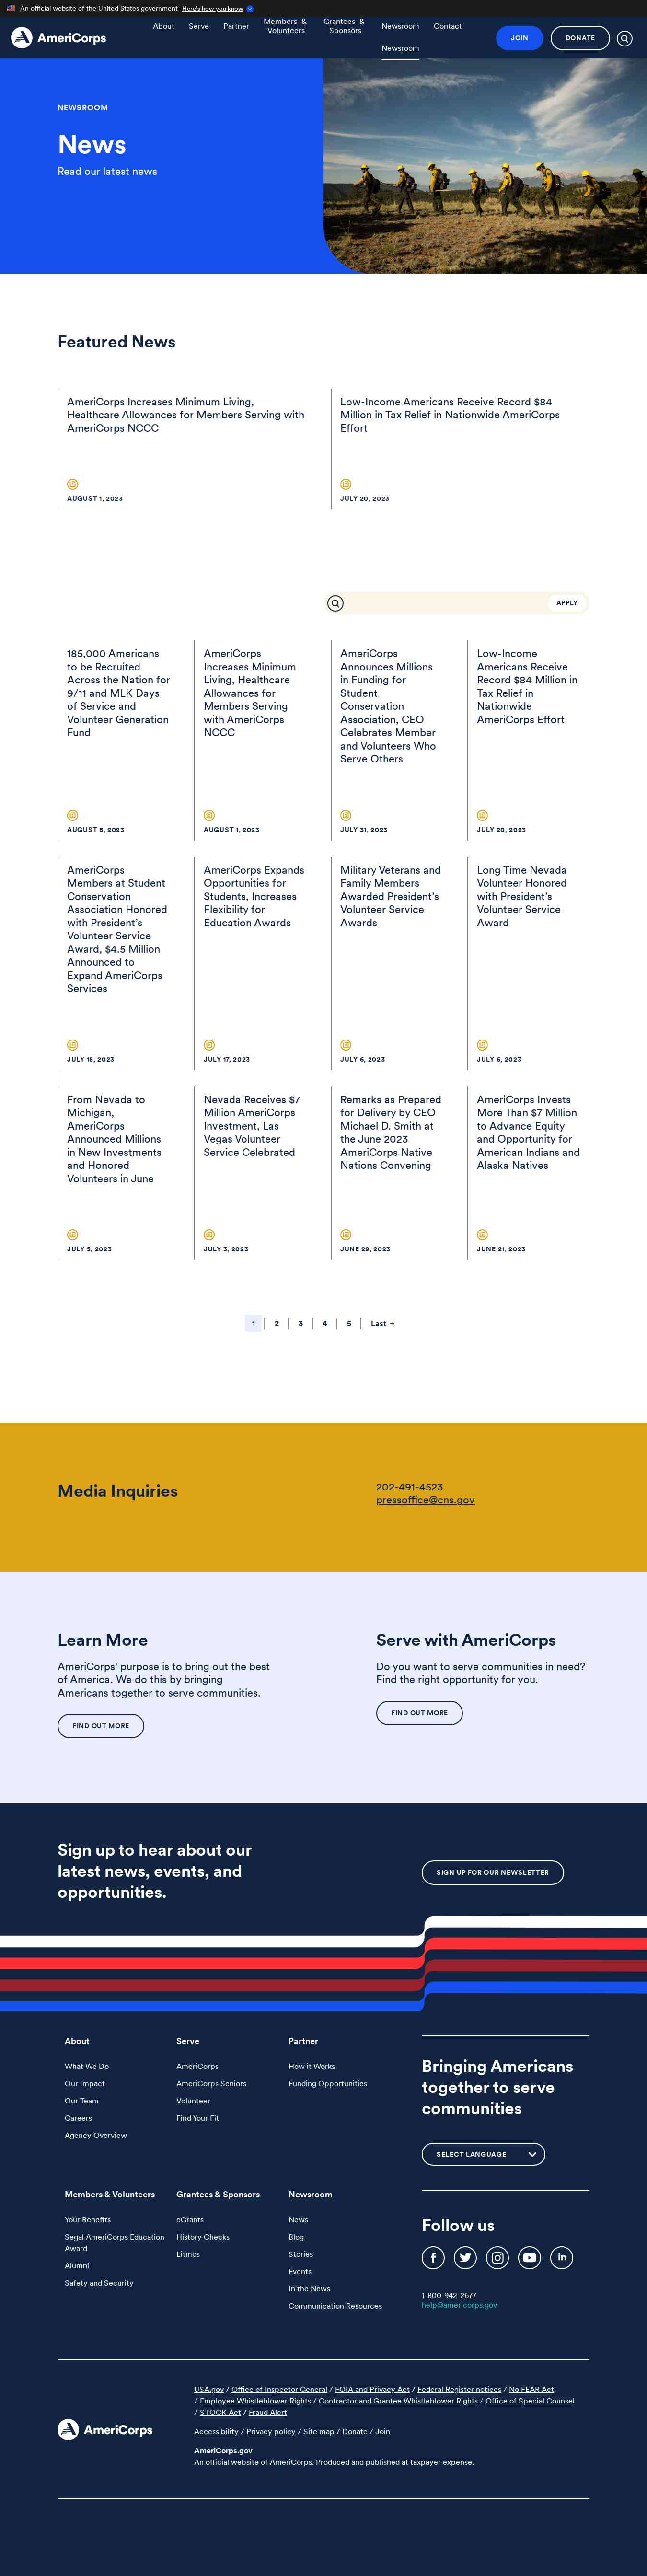 An official website of the United States government Here's how you know
AmeriCorps
About
Serve
Partner
Members & Volunteers
Grantees & Sponsors
Newsroom
Contact
JOIN
DONATE
Newsroom
NEWSROOM
News
Read our latest news
Featured News
AmeriCorps Increases Minimum Living,
Healthcare Allowances for Members Serving with
AmeriCorps NCCC
AUGUST 1, 2023
Low-Income Americans Receive Record $84
Million in Tax Relief in Nationwide AmeriCorps
Effort
JULY 20, 2023
APPLY
185,000 Americans
to be Recruited
Across the Nation for
9/11 and MLK Days
of Service and
Volunteer Generation
Fund
AUGUST 8, 2023
AmeriCorps
Increases Minimum
Living, Healthcare
Allowances for
Members Serving
with AmeriCorps
NCCC
AUGUST 1, 2023
AmeriCorps
Announces Millions
in Funding for
Student
Conservation
Association, CEO
Celebrates Member
and Volunteers Who
Serve Others
JULY 31, 2023
Low-Income
Americans Receive
Record $84 Million in
Tax Relief in
Nationwide
AmeriCorps Effort
JULY 20, 2023
AmeriCorps
Members at Student
Conservation
Association Honored
with President's
Volunteer Service
Award, $4.5 Million
Announced to
Expand AmeriCorps
Services
JULY 18, 2023
AmeriCorps Expands
Opportunities for
Students, Increases
Flexibility for
Education Awards
JULY 17, 2023
Military Veterans and
Family Members
Awarded President's
Volunteer Service
Awards
JULY 6, 2023
Long Time Nevada
Volunteer Honored
with President's
Volunteer Service
Award
JULY 6, 2023
From Nevada to
Michigan,
AmeriCorps
Announced Millions
in New Investments
and Honored
Volunteers in June
JULY 5, 2023
Nevada Receives $7
Million AmeriCorps
Investment, Las
Vegas Volunteer
Service Celebrated
JULY 3, 2023
Remarks as Prepared
for Delivery by CEO
Michael D. Smith at
the June 2023
AmeriCorps Native
Nations Convening
JUNE 29, 2023
AmeriCorps Invests
More Than $7 Million
to Advance Equity
and Opportunity for
American Indians and
Alaska Natives
JUNE 21, 2023
1 2 3 4 5 Last →
Media Inquiries
202-491-4523
pressoffice@cns.gov
Learn More
AmeriCorps' purpose is to bring out the best
of America. We do this by bringing
Americans together to serve communities.
FIND OUT MORE
Serve with AmeriCorps
Do you want to serve communities in need?
Find the right opportunity for you.
FIND OUT MORE
Sign up to hear about our
latest news, events, and
opportunities.
SIGN UP FOR OUR NEWSLETTER
About
What We Do
Our Impact
Our Team
Careers
Agency Overview
Serve
AmeriCorps
AmeriCorps Seniors
Volunteer
Find Your Fit
Partner
How it Works
Funding Opportunities
Bringing Americans
together to serve
communities
SELECT LANGUAGE
Members & Volunteers
Your Benefits
Segal AmeriCorps Education
Award
Alumni
Safety and Security
Grantees & Sponsors
eGrants
History Checks
Litmos
Newsroom
News
Blog
Stories
Events
In the News
Communication Resources
Follow us
1-800-942-2677
help@americorps.gov
AmeriCorps
USA.gov / Office of Inspector General / FOIA and Privacy Act / Federal Register notices / No FEAR Act
/ Employee Whistleblower Rights / Contractor and Grantee Whistleblower Rights / Office of Special Counsel
/ STOCK Act / Fraud Alert
Accessibility / Privacy policy / Site map / Donate / Join
AmeriCorps.gov
An official website of AmeriCorps. Produced and published at taxpayer expense.